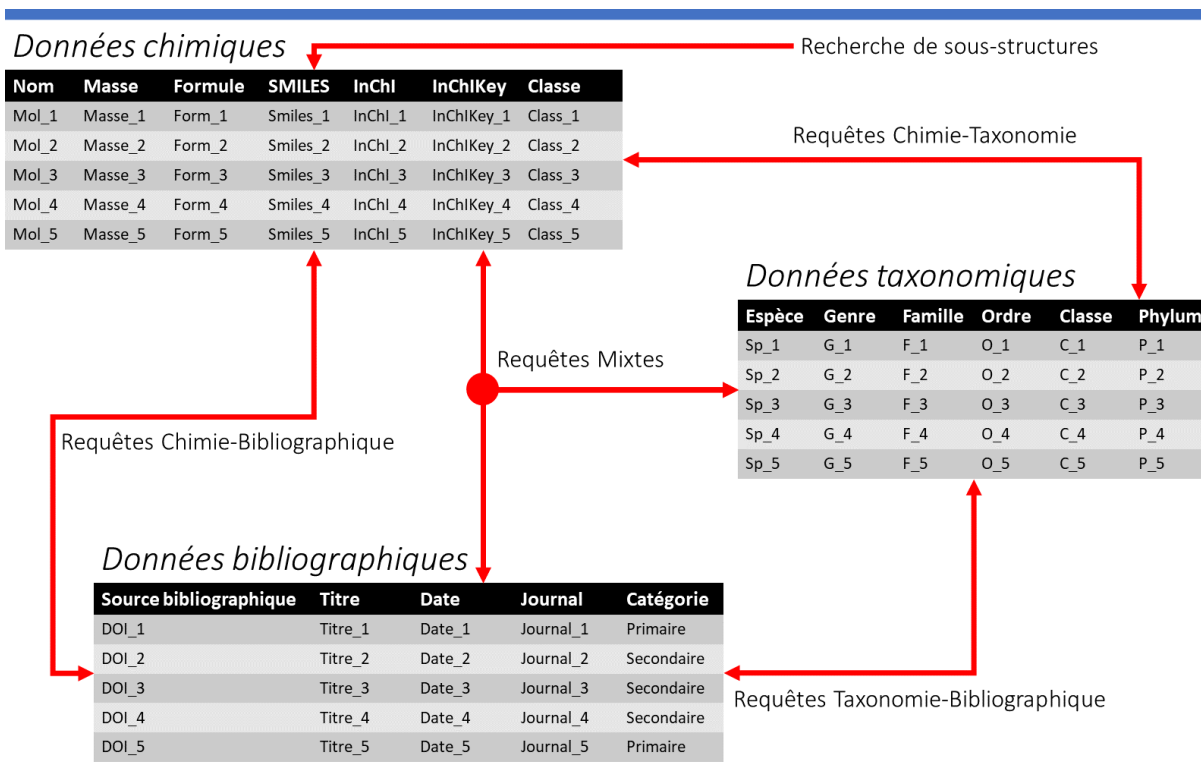 Données chimiques
Recherche de sous-structures
Nom Masse Formule SMILES InChI InChIKey Classe
Mol_1 Masse_1 Form_1 Smiles_1 InChI_1 InChIKey_1 Class_1
Mol_2 Masse_2 Form_2 Smiles_2 InChI_2 InChIKey_2 Class_2
Mol_3 Masse_3 Form_3 Smiles_3 InChI_3 InChIKey_3 Class_3
Mol_4 Masse_4 Form_4 Smiles_4 InChI_4 InChIKey_4 Class_4
Mol_5 Masse_5 Form_5 Smiles_5 InChI_5 InChIKey_5 Class_5
Requêtes Chimie-Taxonomie
Données taxonomiques
Espèce Genre Famille Ordre Classe Phylum
Sp_1 G_1 F_1 O_1 C_1 P_1
Sp_2 G_2 F_2 O_2 C_2 P_2
Sp_3 G_3 F_3 O_3 C_3 P_3
Sp_4 G_4 F_4 O_4 C_4 P_4
Sp_5 G_5 F_5 O_5 C_5 P_5
Requêtes Mixtes
Requêtes Chimie-Bibliographique
Données bibliographiques
Source bibliographique Titre Date Journal Catégorie
DOI_1 Titre_1 Date_1 Journal_1 Primaire
DOI_2 Titre_2 Date_2 Journal_2 Secondaire
DOI_3 Titre_3 Date_3 Journal_3 Secondaire
DOI_4 Titre_4 Date_4 Journal_4 Secondaire
DOI_5 Titre_5 Date_5 Journal_5 Primaire
Requêtes Taxonomie-Bibliographique